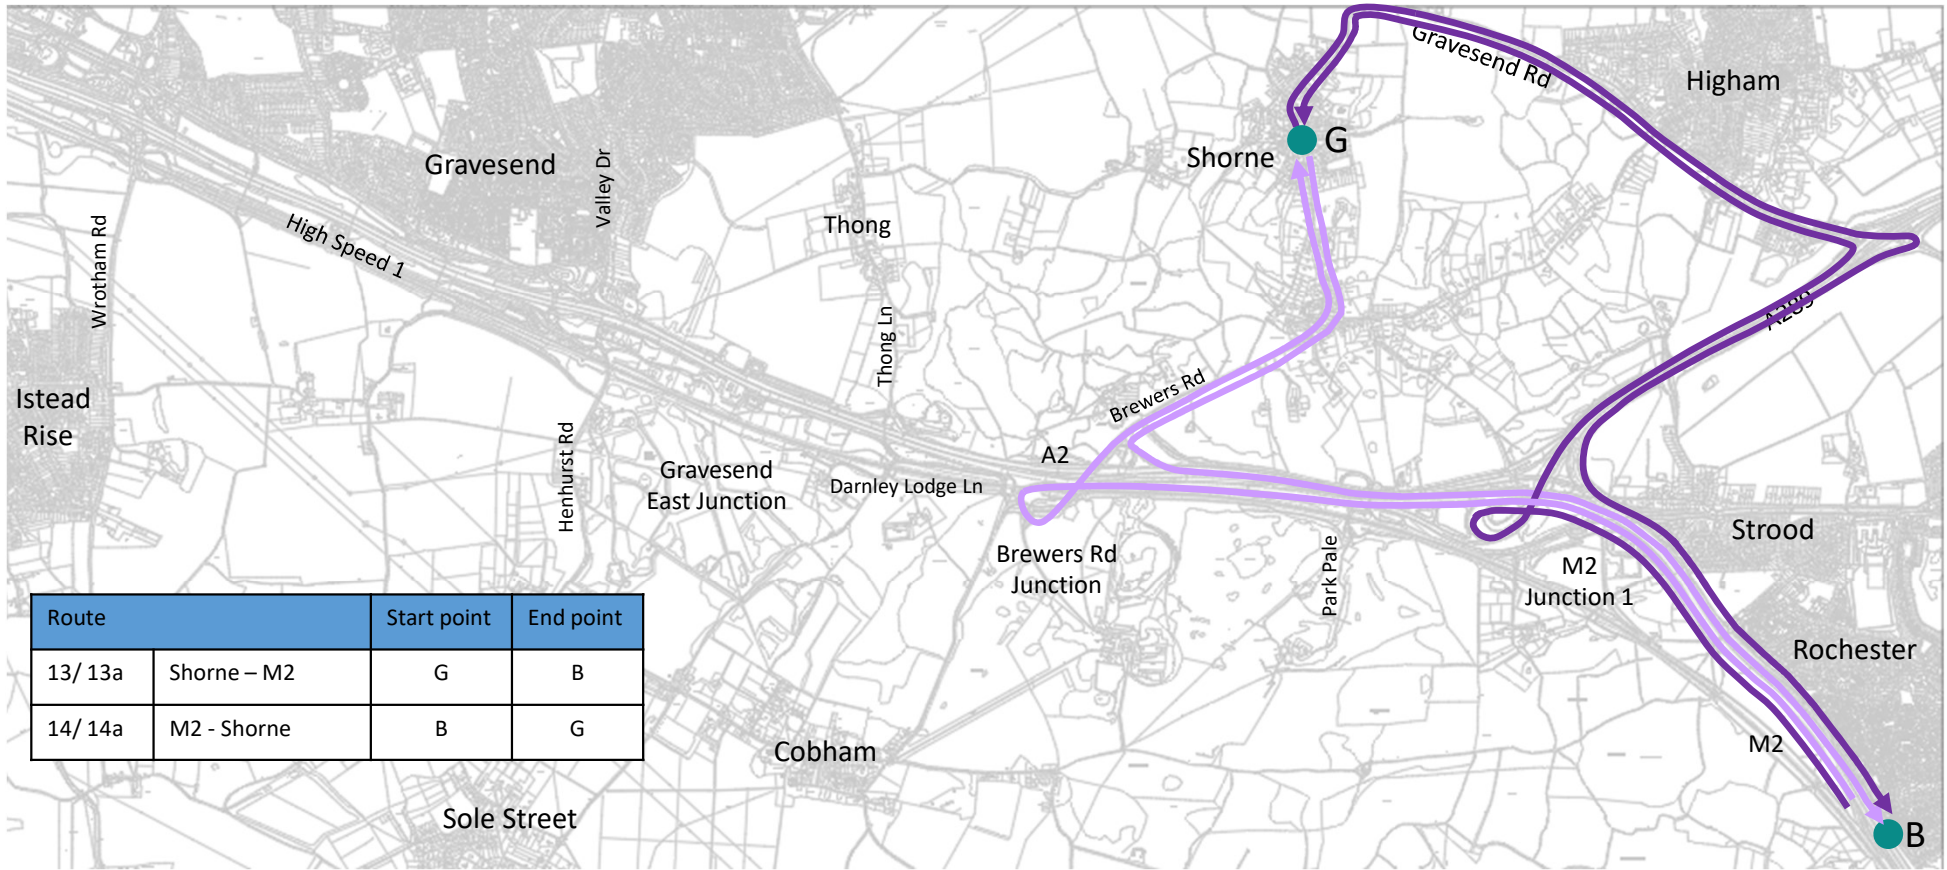 Gravesend Rd
Higham
G
Shorne
Gravesend
Valley Dr
Thong
Wrotham Rd
High Speed 1
A289
Thong Ln
Brewers Rd
Istead
Rise
Henhurst Rd
A2
Gravesend
East Junction
Darnley Lodge Ln
Strood
Brewers Rd
Junction
Park Pale
M2
Junction 1
Route Start point End point
13/ 13a Shorne – M2 G B
14/ 14a M2 - Shorne B G
Rochester
M2
Cobham
Sole Street
B